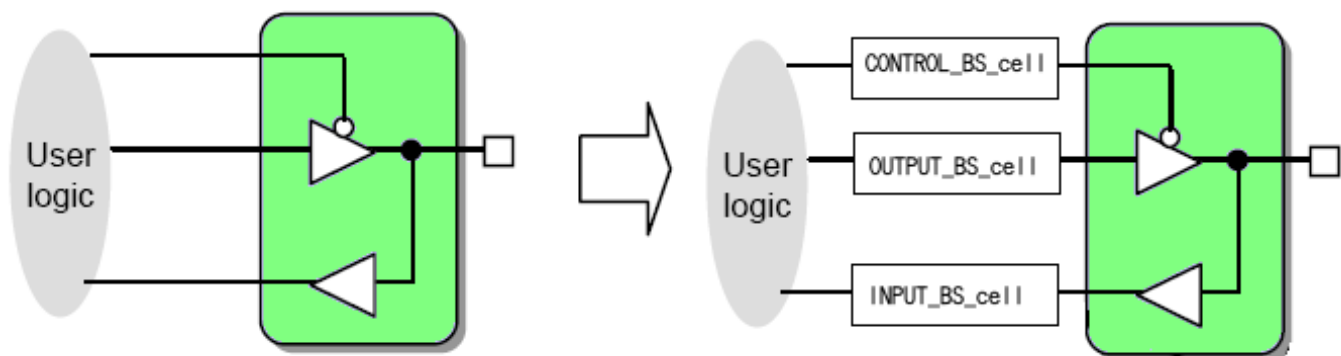 User
logic
CONTROL_BS_cell
User
logic
OUTPUT_BS_cell
INPUT_BS_cell